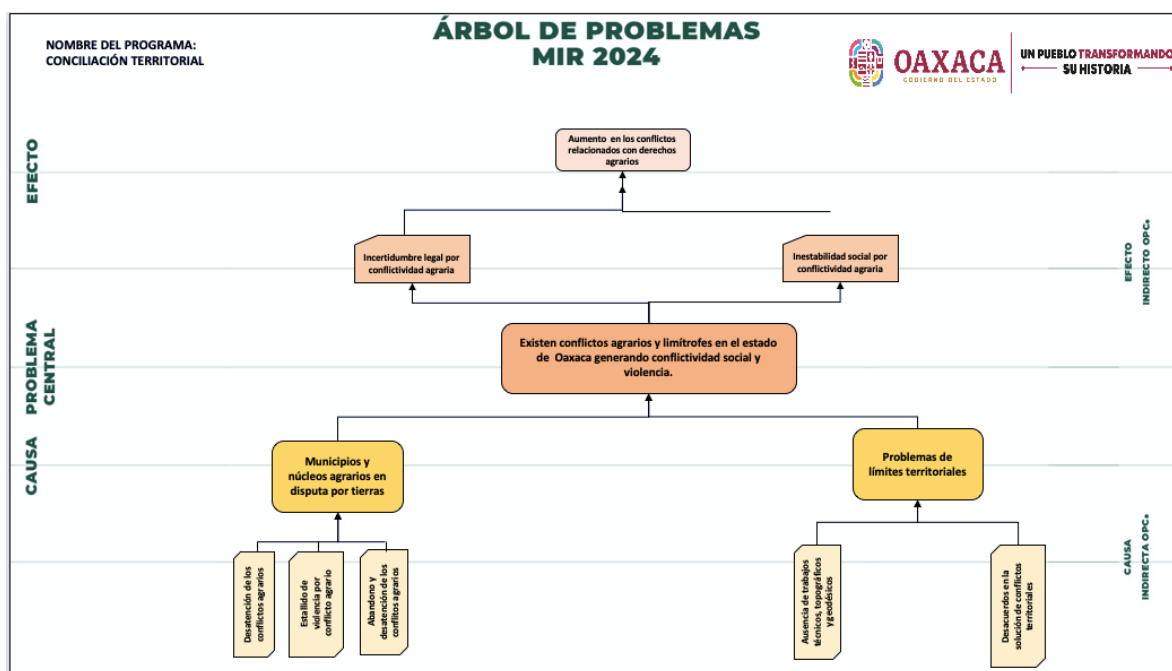 ÁRBOL DE PROBLEMAS
MIR 2024
NOMBRE DEL PROGRAMA:
CONCILIACIÓN TERRITORIAL
OAXACA
GOBIERNO DEL ESTADO
UN PUEBLO TRANSFORMANDO
SU HISTORIA
EFECTO
Aumento en los conflictos
relacionados con derechos
agrarios
EFECTO
INDIRECTO OPC.
Incertidumbre legal por
conflictividad agraria
Inestabilidad social por
conflictividad agraria
PROBLEMA
CENTRAL
Existen conflictos agrarios y limítrofes en el estado
de Oaxaca generando conflictividad social y
violencia.
CAUSA
Municipios y
núcleos agrarios en
disputa por tierras
Problemas de
límites territoriales
CAUSA
INDIRECTA OPC.
Desatención de los
conflictos agrarios
Estallido de
violencia por
conflicto agrario
Abandono y
desatención de los
conflitos agrarios
Ausencia de trabajos
técnicos, topográficos
y geodésicos
Desacuerdos en la
solución de conflictos
territoriales